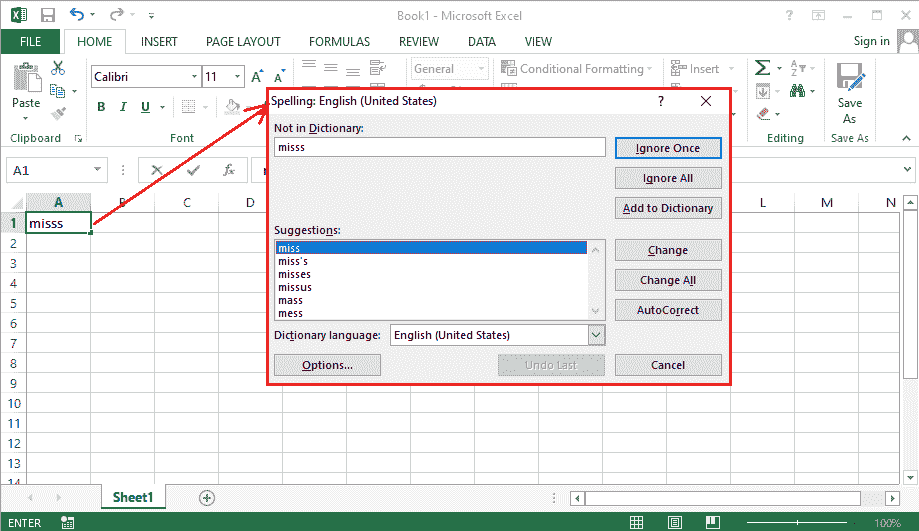 Book1 - Microsoft Excel
FILE HOME INSERT PAGE LAYOUT FORMULAS REVIEW DATA VIEW Sign in
Calibri 11 A A General Conditional Formatting Insert Σ
Paste B I U Save As
Clipboard Font Editing Save As
A1 fx
A B C D L M N
1 misss
2
3
4
5
6
7
8
9
10
11
12
13
14
Spelling: English (United States) ?
Not in Dictionary:
misss Ignore Once
Ignore All
Add to Dictionary
Suggestions:
miss Change
miss's
misses
missus Change All
mass
mess AutoCorrect
Dictionary language: English (United States)
Options... Undo Last Cancel
Sheet1
ENTER 100%